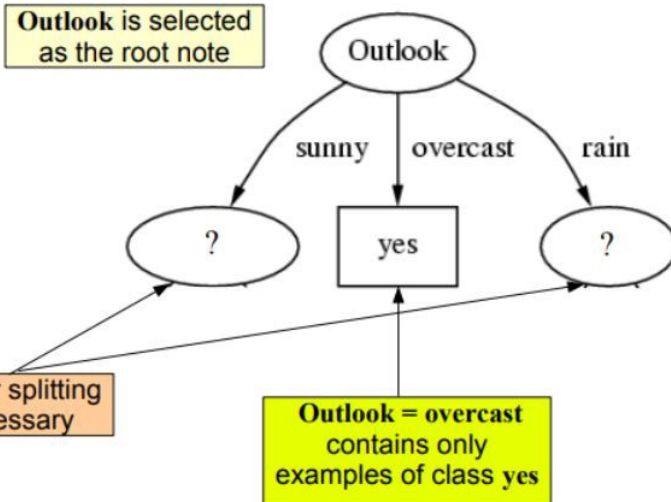 Outlook is selected
as the root note
Outlook
sunny
overcast
rain
?
yes
?
splitting
essary
Outlook = overcast
contains only
examples of class yes